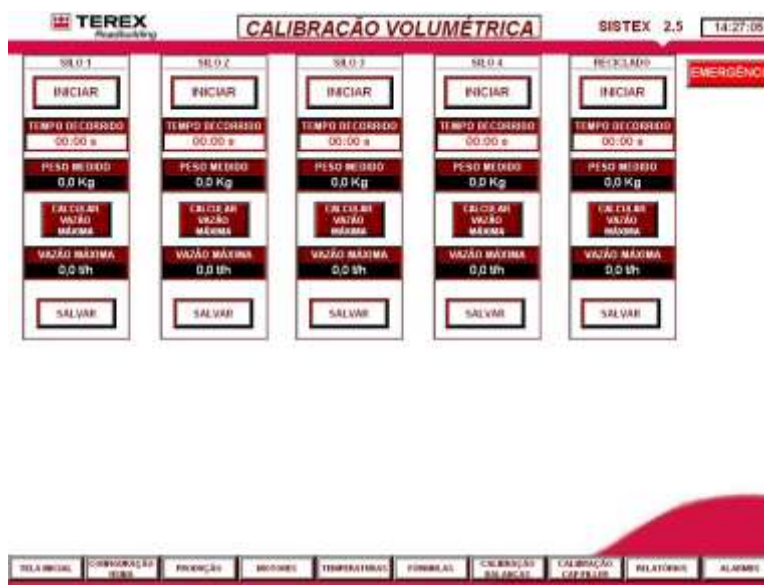 TEREX
Roadbuilding
CALIBRAÇÃO VOLUMÉTRICA
SISTEX 2.5
14:27:05
EMERGÊNCI
SILO 1
INICIAR
TEMPO DECORRIDO
00:00 s
PESO MEDIDO
0,0 Kg
CALCULAR
VAZÃO
MÁXIMA
VAZÃO MÁXIMA
0,0 t/h
SALVAR
SILO 2
INICIAR
TEMPO DECORRIDO
00:00 s
PESO MEDIDO
0,0 Kg
CALCULAR
VAZÃO
MÁXIMA
VAZÃO MÁXIMA
0,0 t/h
SALVAR
SILO 3
INICIAR
TEMPO DECORRIDO
00:00 s
PESO MEDIDO
0,0 Kg
CALCULAR
VAZÃO
MÁXIMA
VAZÃO MÁXIMA
0,0 t/h
SALVAR
SILO 4
INICIAR
TEMPO DECORRIDO
00:00 s
PESO MEDIDO
0,0 Kg
CALCULAR
VAZÃO
MÁXIMA
VAZÃO MÁXIMA
0,0 t/h
SALVAR
RECICLADO
INICIAR
TEMPO DECORRIDO
00:00 s
PESO MEDIDO
0,0 Kg
CALCULAR
VAZÃO
MÁXIMA
VAZÃO MÁXIMA
0,0 t/h
SALVAR
TELA INICIAL
CONFIGURAÇÃO
PRODUÇÃO
MOTORES
TEMPERATURAS
FÓRMULAS
CALIBRAÇÃO
BALANÇAS
CALIBRAÇÃO
CAP FILLER
RELATÓRIOS
ALARMES